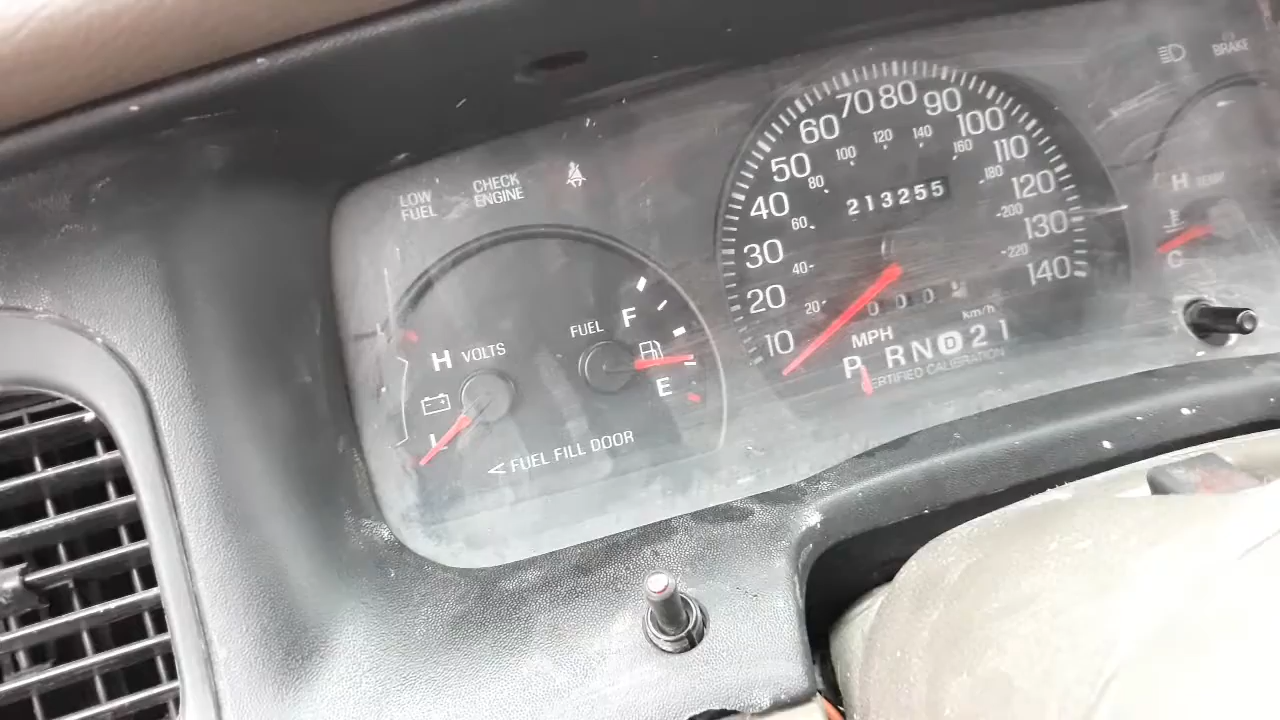 LOW
FUEL
CHECK
ENGINE
H VOLTS
L
FUEL
F
E
< FUEL FILL DOOR
10
20
30
40
50
60
70
80
90
100
110
120
130
140
20
40
60
80
100
120
140
160
180
200
220
213255
000
km/h
MPH
P R N D 2 1
CERTIFIED CALIBRATION
BRAKE
H TEMP
C